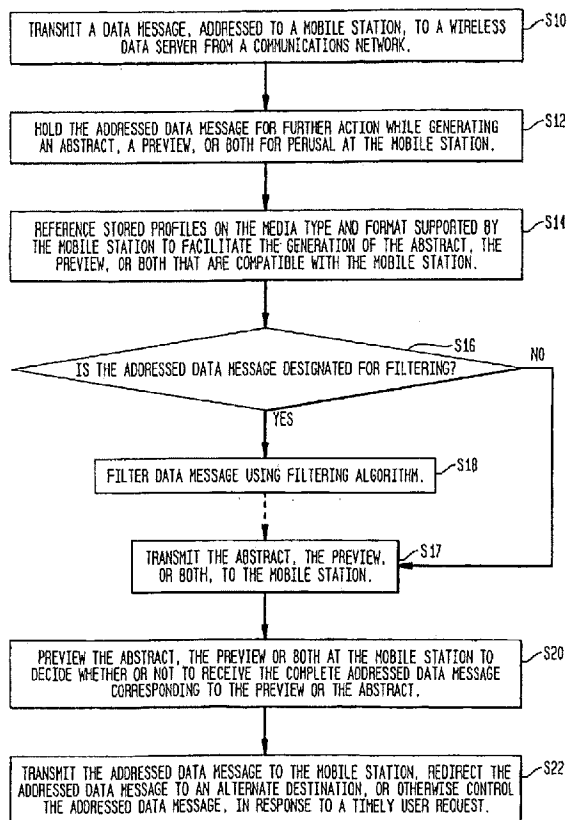 TRANSMIT A DATA MESSAGE, ADDRESSED TO A MOBILE STATION, TO A WIRELESS
DATA SERVER FROM A COMMUNICATIONS NETWORK.
S10
HOLD THE ADDRESSED DATA MESSAGE FOR FURTHER ACTION WHILE GENERATING
AN ABSTRACT, A PREVIEW, OR BOTH FOR PERUSAL AT THE MOBILE STATION.
S12
REFERENCE STORED PROFILES ON THE MEDIA TYPE AND FORMAT SUPPORTED BY
THE MOBILE STATION TO FACILITATE THE GENERATION OF THE ABSTRACT, THE
PREVIEW, OR BOTH THAT ARE COMPATIBLE WITH THE MOBILE STATION.
S14
S16
IS THE ADDRESSED DATA MESSAGE DESIGNATED FOR FILTERING?
NO
YES
FILTER DATA MESSAGE USING FILTERING ALGORITHM.
S18
TRANSMIT THE ABSTRACT, THE PREVIEW,
OR BOTH, TO THE MOBILE STATION.
S17
PREVIEW THE ABSTRACT, THE PREVIEW OR BOTH AT THE MOBILE STATION TO
DECIDE WHETHER OR NOT TO RECEIVE THE COMPLETE ADDRESSED DATA MESSAGE
CORRESPONDING TO THE PREVIEW OR THE ABSTRACT.
S20
TRANSMIT THE ADDRESSED DATA MESSAGE TO THE MOBILE STATION, REDIRECT THE
ADDRESSED DATA MESSAGE TO AN ALTERNATE DESTINATION, OR OTHERWISE CONTROL
THE ADDRESSED DATA MESSAGE, IN RESPONSE TO A TIMELY USER REQUEST.
S22